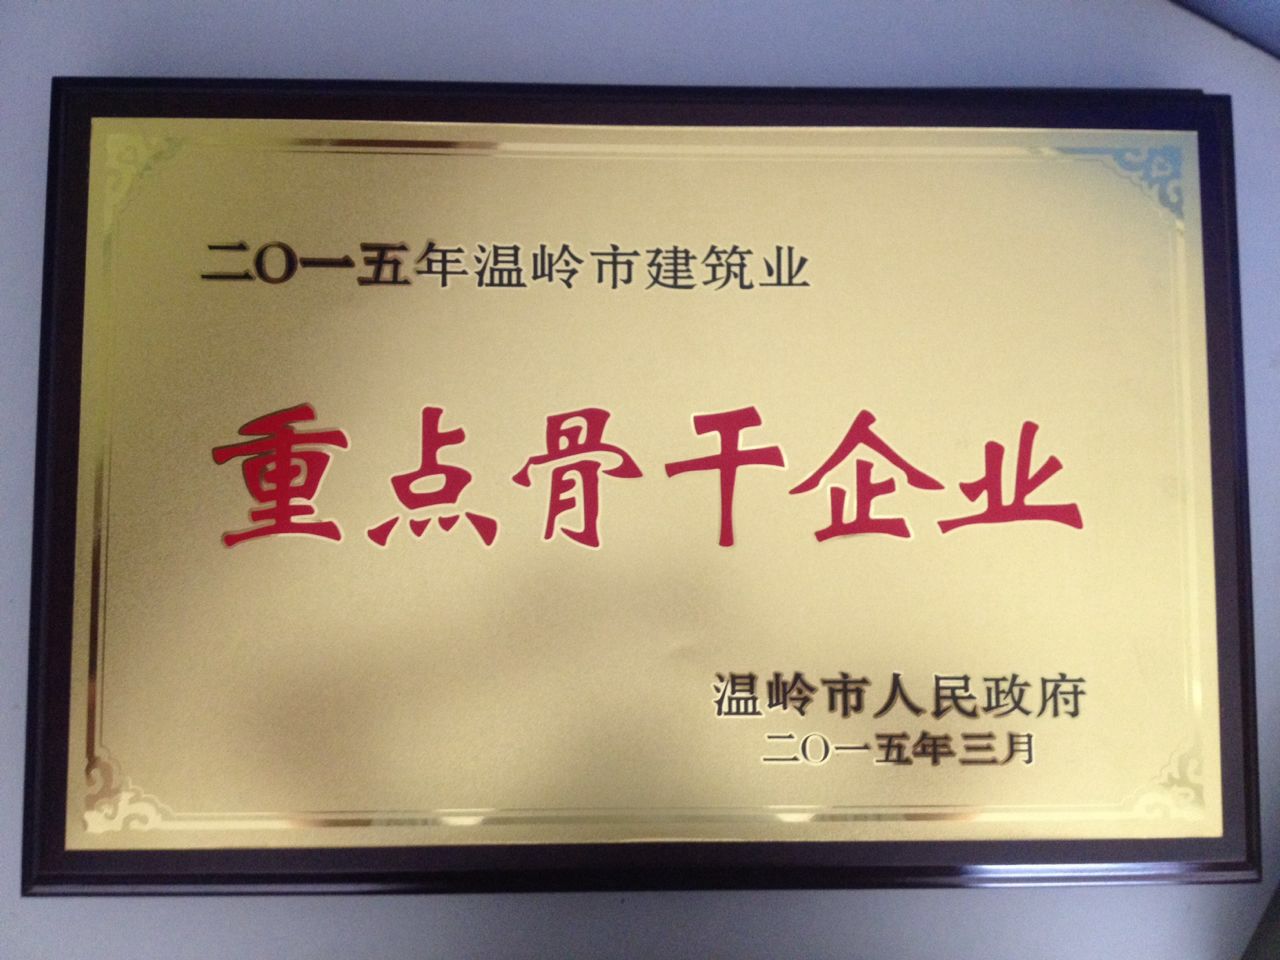 二〇一五年温岭市建筑业
重点骨干企业
温岭市人民政府
二〇一五年三月